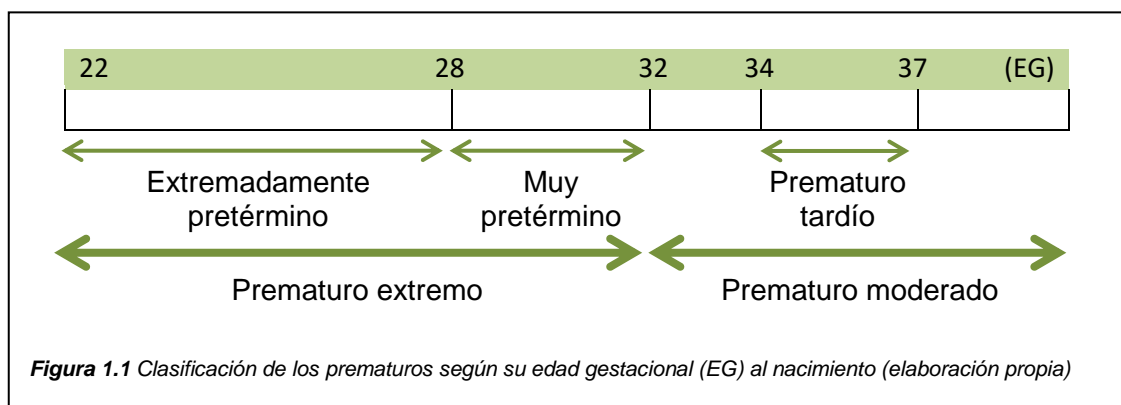 22 28 32 34 37 (EG)
Extremadamente pretérmino
Muy pretérmino
Prematuro tardío
Prematuro extremo
Prematuro moderado
Figura 1.1 Clasificación de los prematuros según su edad gestacional (EG) al nacimiento (elaboración propia)